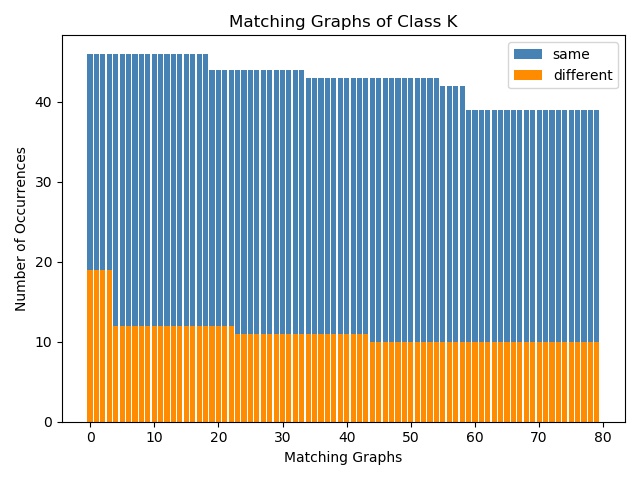 Matching Graphs of Class K
same
different
Number of Occurrences
40
30
20
10
0
0 10 20 30 40 50 60 70 80
Matching Graphs